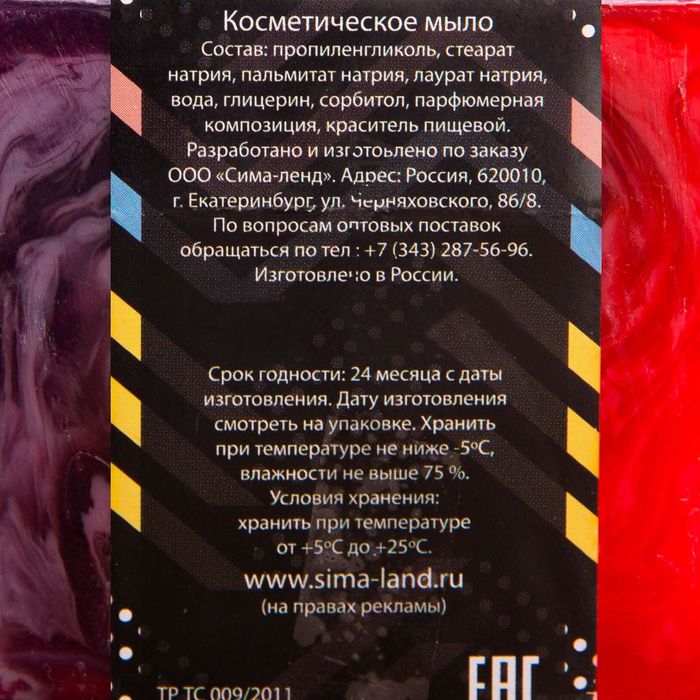 Косметическое мыло
Состав: пропиленгликоль, стеарат
натрия, пальмитат натрия, лаурат натрия,
вода, глицерин, сорбитол, парфюмерная
композиция, краситель пищевой.
Разработано и изготовлено по заказу
ООО «Сима-ленд». Адрес: Россия, 620010,
г. Екатеринбург, ул. Черняховского, 86/8.
По вопросам оптовых поставок
обращаться по тел : +7 (343) 287-56-96.
Изготовлено в России.
Срок годности: 24 месяца с даты
изготовления. Дату изготовления
смотреть на упаковке. Хранить
при температуре не ниже -5ºС,
влажности не выше 75 %.
Условия хранения:
хранить при температуре
от +5ºС до +25ºС.
www.sima-land.ru
(на правах рекламы)
ТР ТС 009/2011
ЕАС